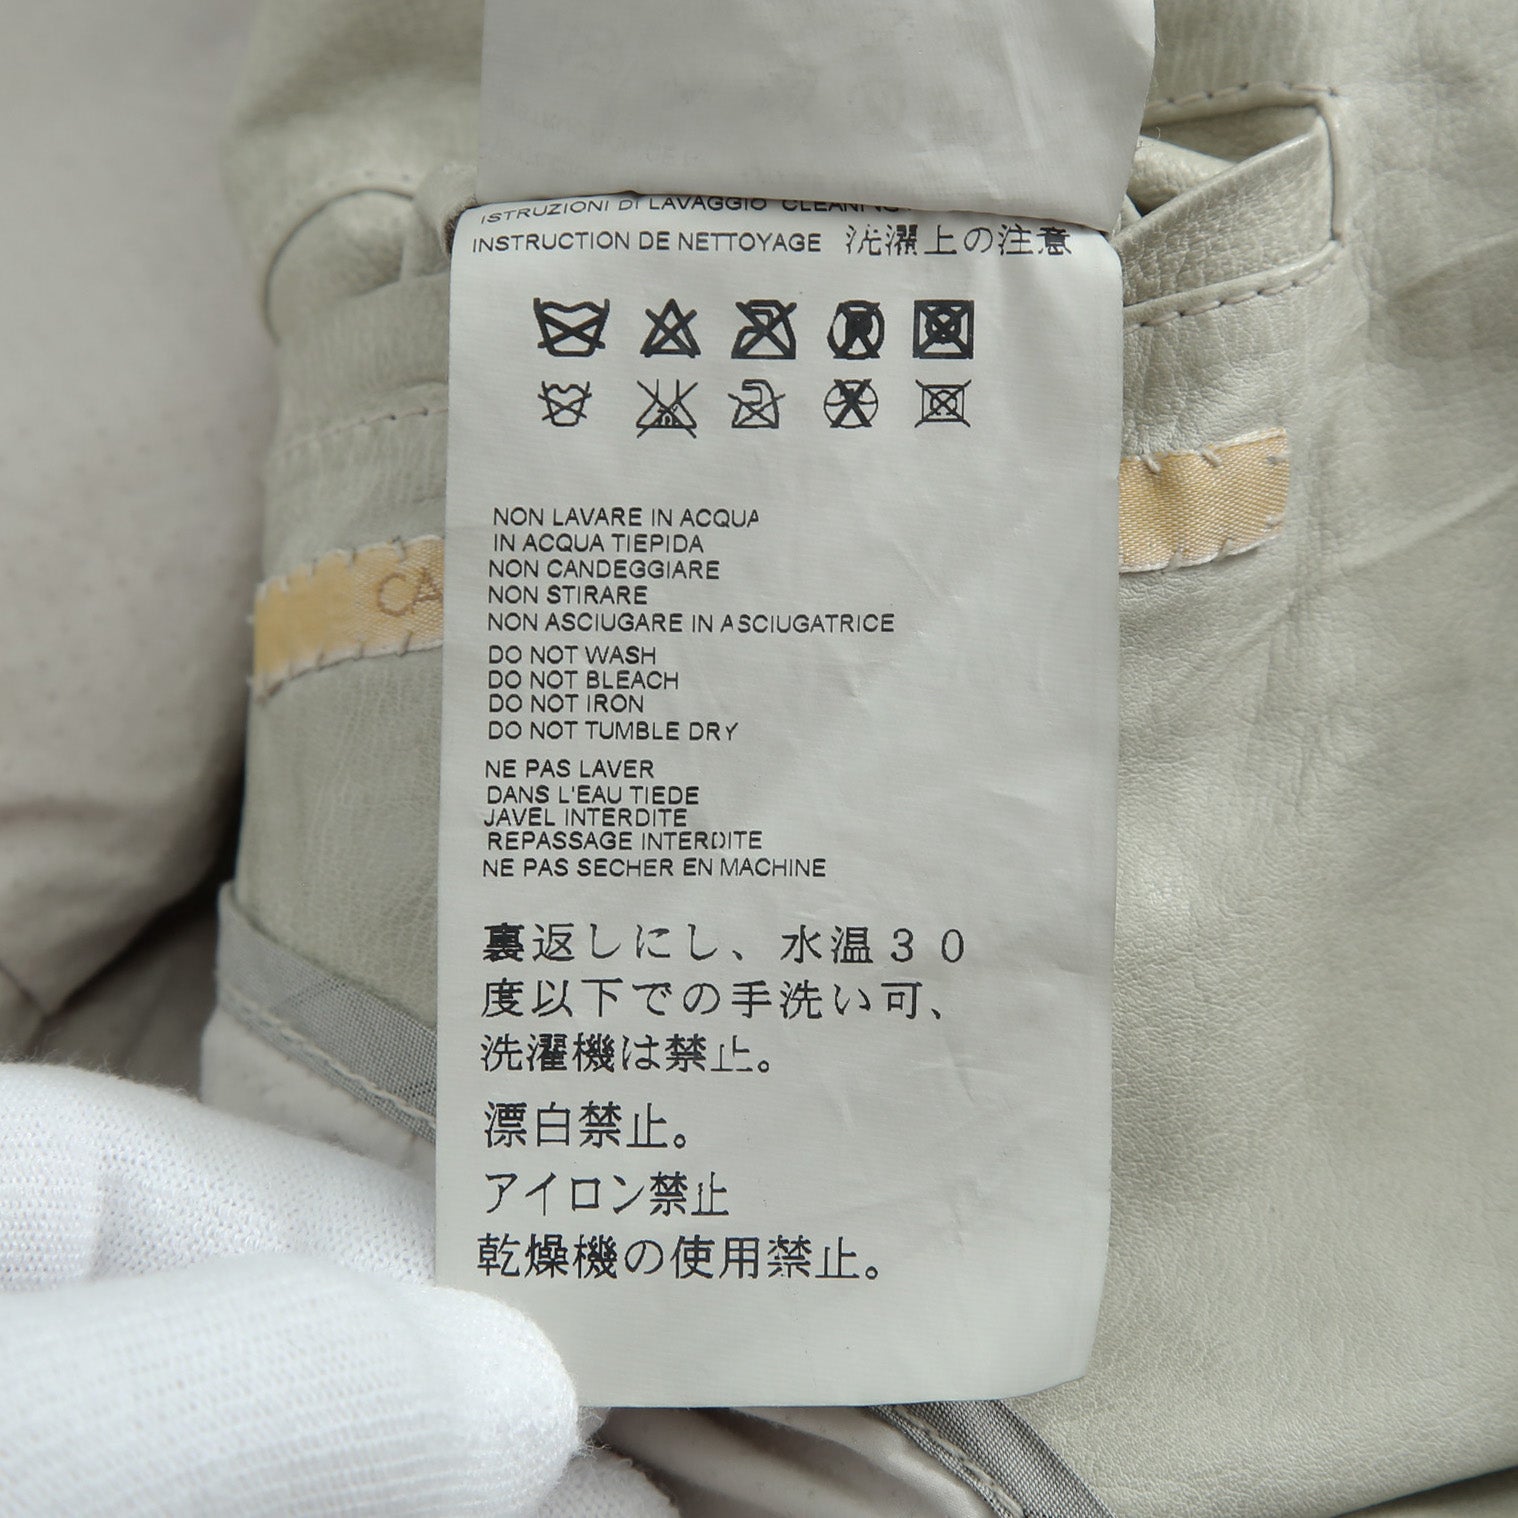 ISTRUZIONI DI LAVAGGIO
INSTRUCTION DE NETTOYAGE 洗濯上の注意
NON LAVARE IN ACQUA
IN ACQUA TIEPIDA
NON CANDEGGIARE
NON STIRARE
NON ASCIUGARE IN ASCIUGATRICE
DO NOT WASH
DO NOT BLEACH
DO NOT IRON
DO NOT TUMBLE DRY
NE PAS LAVER
DANS L'EAU TIEDE
JAVEL INTERDITE
REPASSAGE INTERDITE
NE PAS SECHER EN MACHINE
裏返しにし、水温30
度以下での手洗い可、
洗濯機は禁止。
漂白禁止。
アイロン禁止
乾燥機の使用禁止。